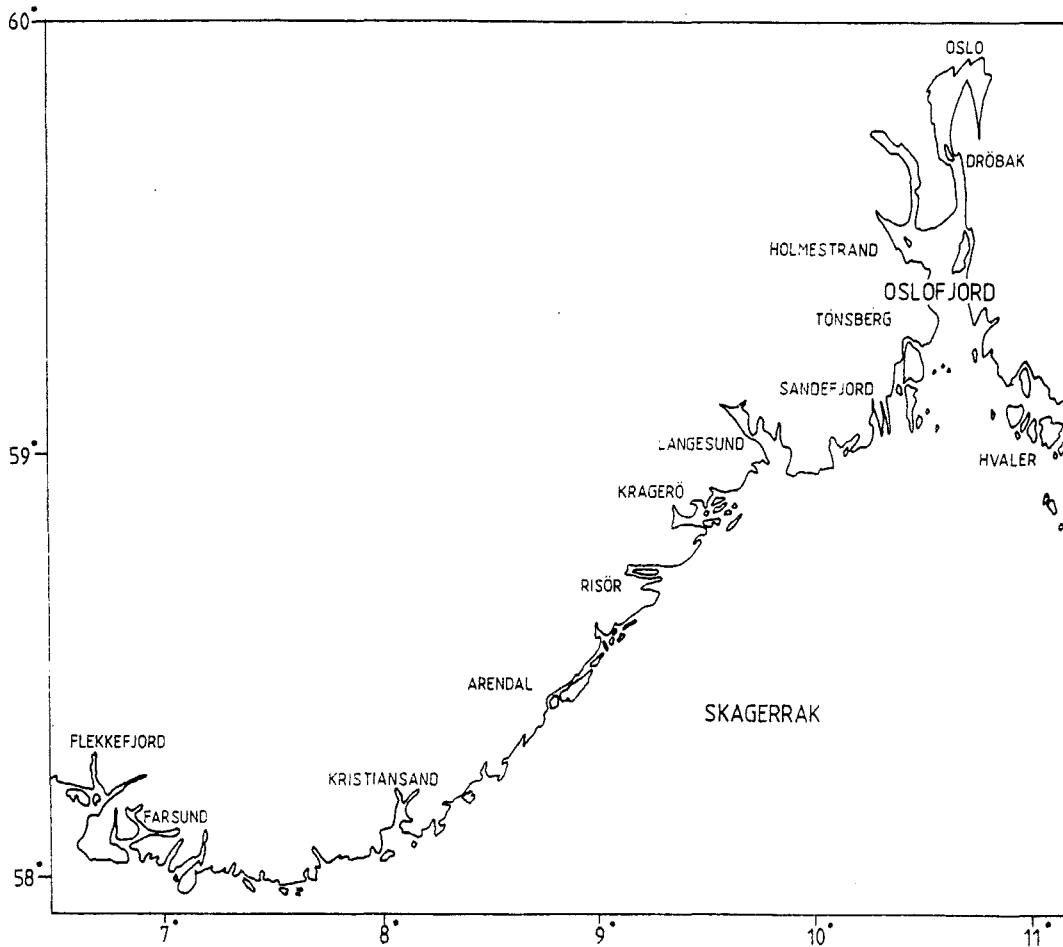 60°
OSLO
DRÖBAK
HOLMESTRAND
OSLOFJORD
TÖNSBERG
SANDEFJORD
59°
LANGESUND
HVALER
KRAGERÖ
RISÖR
ARENDAL
SKAGERRAK
FLEKKEFJORD
KRISTIANSAND
FARSUND
58°
7° 8° 9° 10° 11°